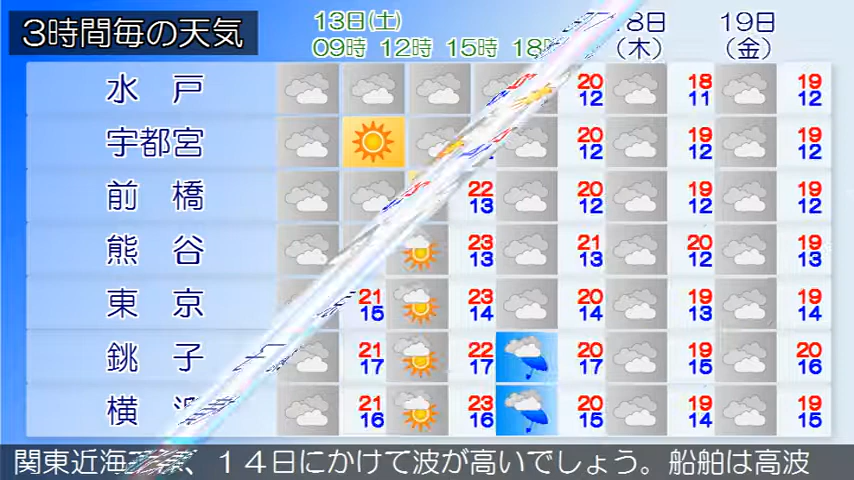 3時間毎の天気
13日(土) 8日 19日
09時 12時 15時 18時 (木) (金)
水戸 20 12 18 11 19 12
宇都宮 20 12 19 12 19 12
前橋 22 13 20 12 19 12 19 12
熊谷 23 13 21 13 20 12 19 13
東京 21 15 23 14 20 14 19 13 19 14
銚子 21 17 22 17 20 17 19 15 20 16
横 21 16 23 16 20 15 19 14 19 15
関東近海 、14日にかけて波が高いでしょう。船舶は高波